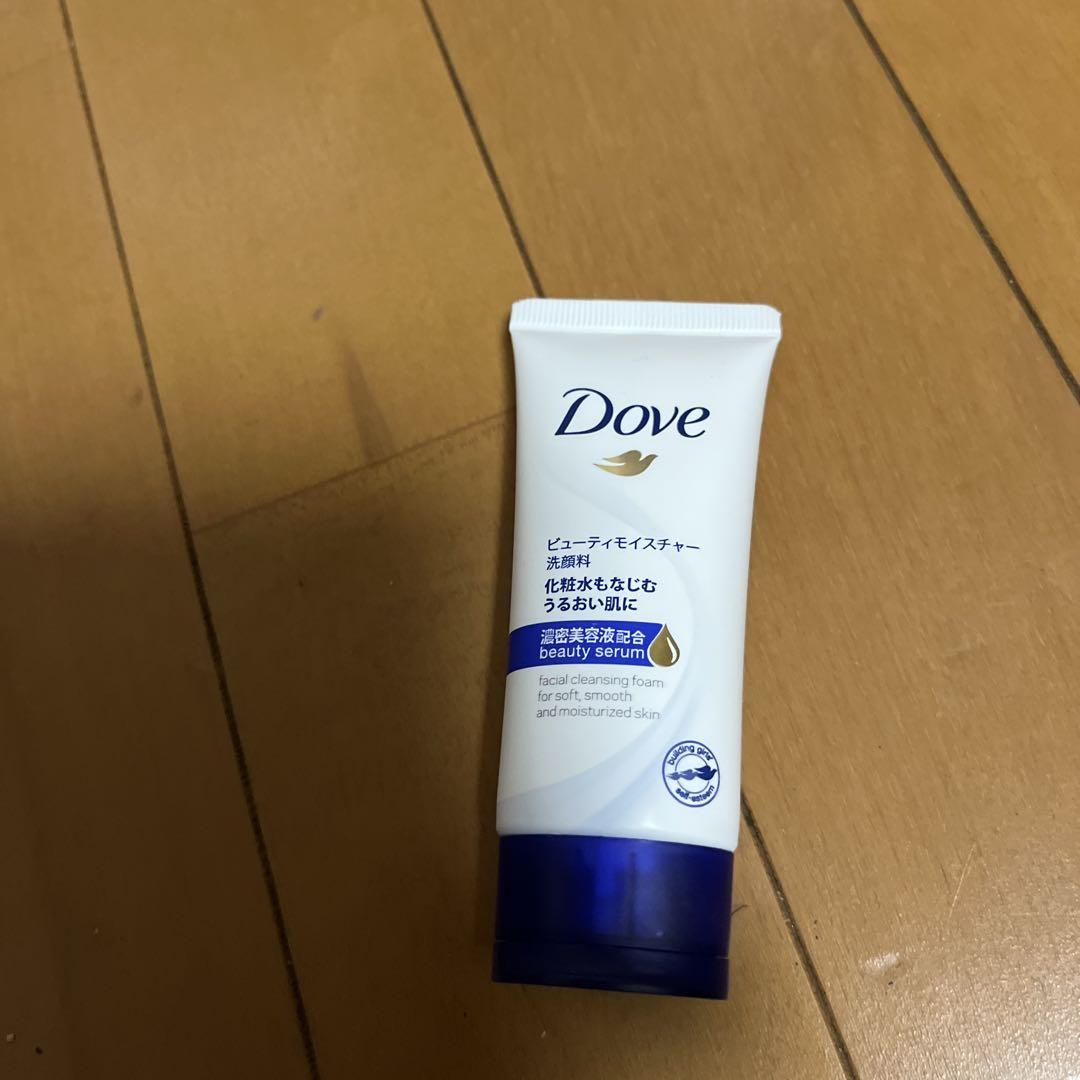 Dove
ビューティモイスチャー
洗顔料
化粧水もなじむ
うるおい肌に
濃密美容液配合
beauty serum
facial cleansing foam
for soft, smooth
and moisturized skin
building girls'
self-esteem